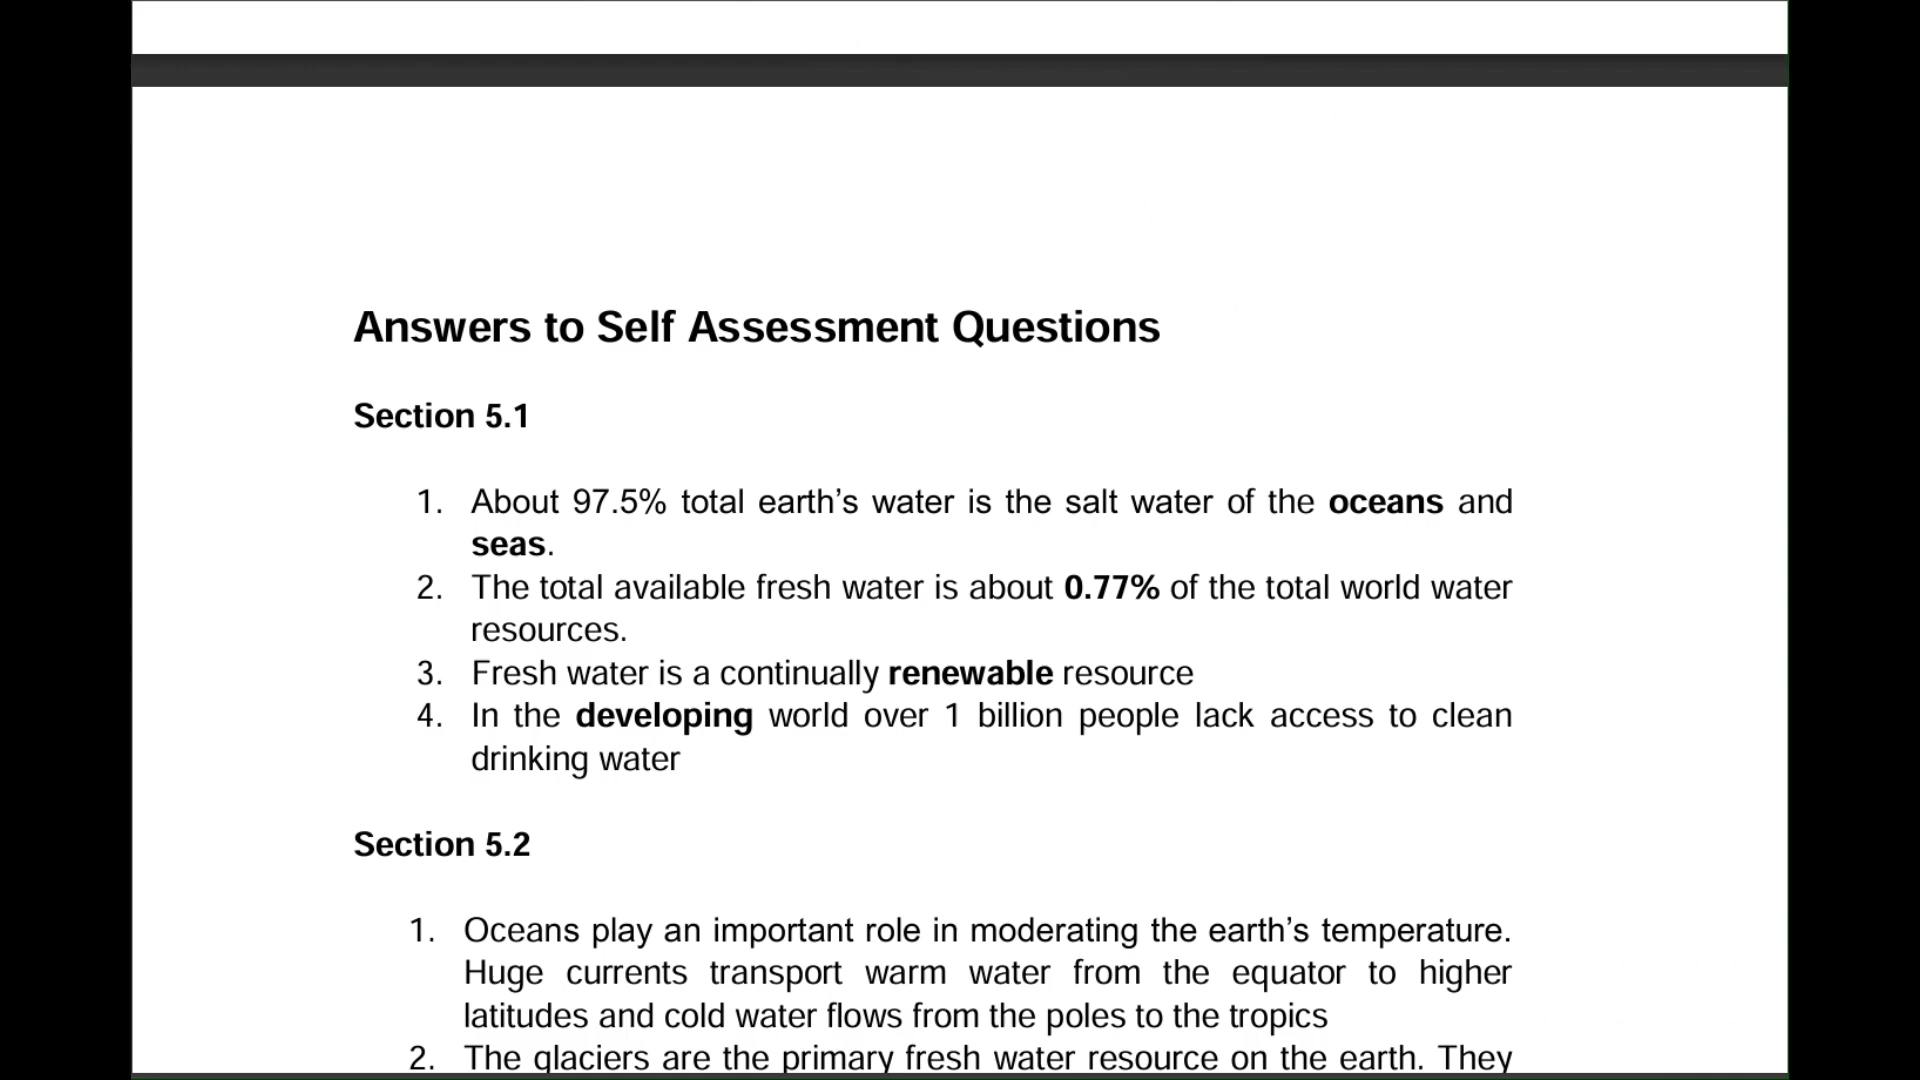 Answers to Self Assessment Questions
Section 5.1
1. About 97.5% total earth’s water is the salt water of the oceans and
seas.
2. The total available fresh water is about 0.77% of the total world water
resources.
3. Fresh water is a continually renewable resource
4. In the developing world over 1 billion people lack access to clean
drinking water
Section 5.2
1. Oceans play an important role in moderating the earth’s temperature.
Huge currents transport warm water from the equator to higher
latitudes and cold water flows from the poles to the tropics
2. The glaciers are the primary fresh water resource on the earth. They